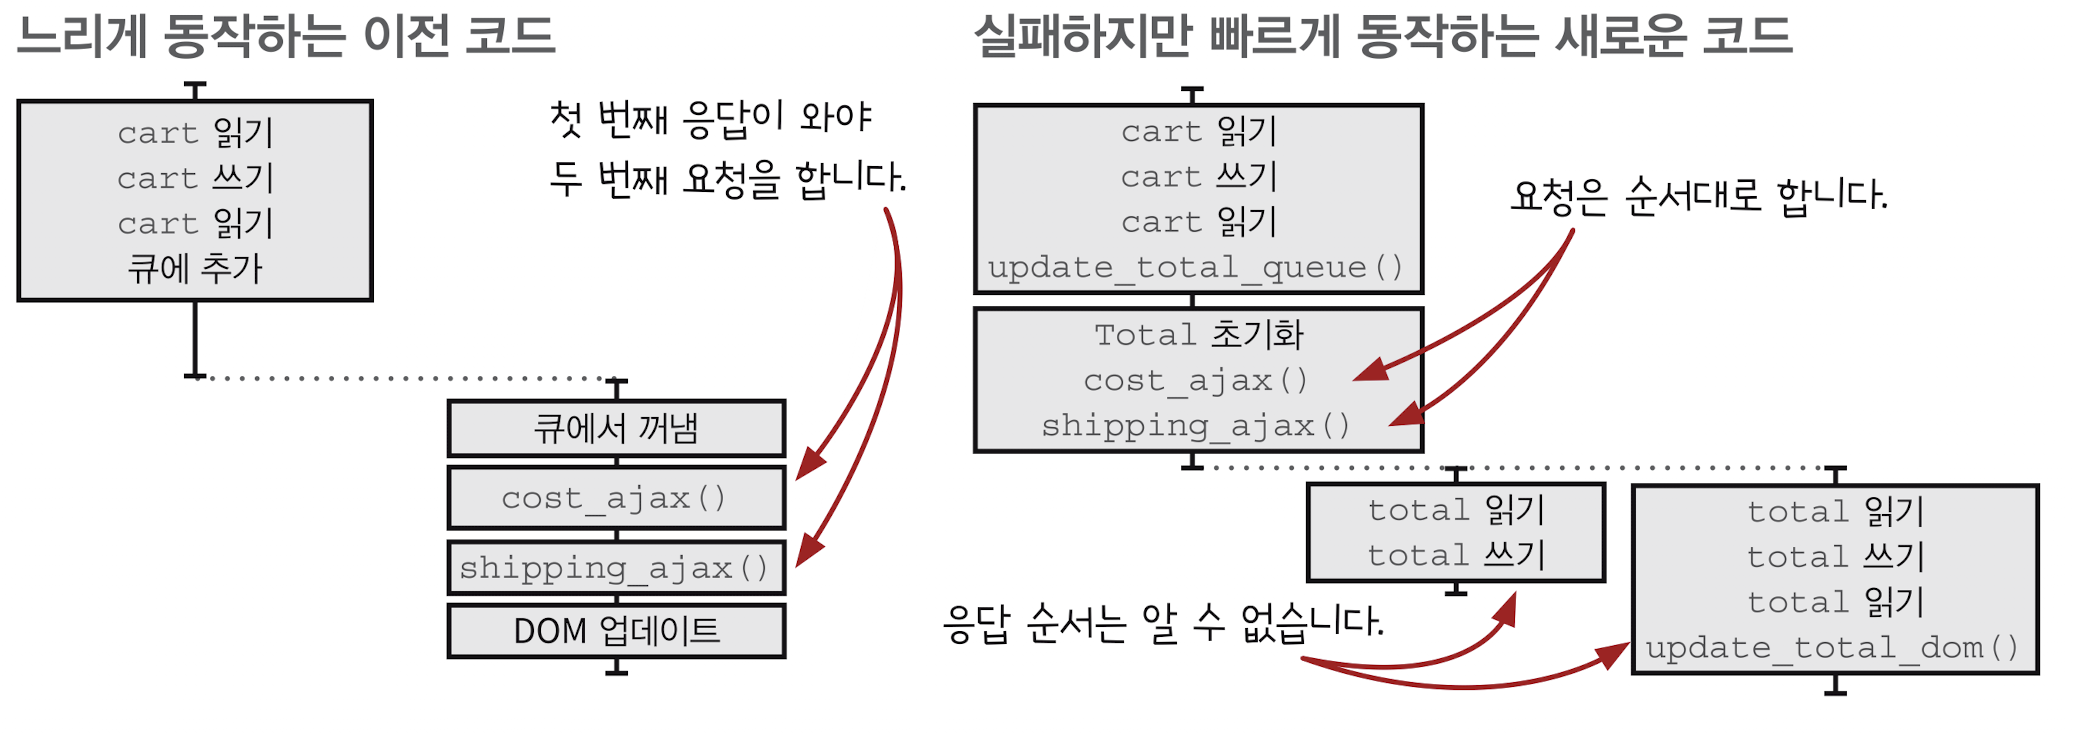 느리게 동작하는 이전 코드
cart 읽기
cart 쓰기
cart 읽기
큐에 추가
첫 번째 응답이 와야
두 번째 요청을 합니다.
큐에서 꺼냄
cost_ajax()
shipping_ajax()
DOM 업데이트
실패하지만 빠르게 동작하는 새로운 코드
cart 읽기
cart 쓰기
cart 읽기
update_total_queue()
Total 초기화
cost_ajax()
shipping_ajax()
요청은 순서대로 합니다.
total 읽기
total 쓰기
total 읽기
total 쓰기
total 읽기
update_total_dom()
응답 순서는 알 수 없습니다.